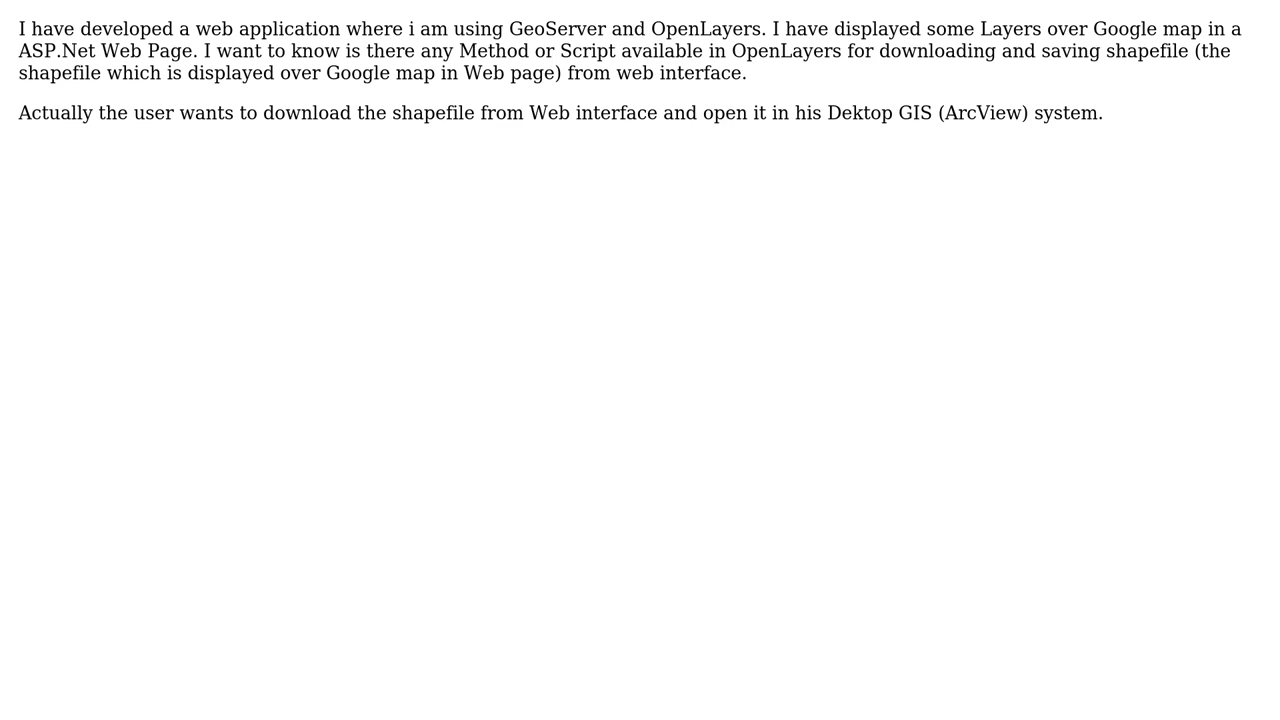 I have developed a web application where i am using GeoServer and OpenLayers. I have displayed some Layers over Google map in a
ASP.Net Web Page. I want to know is there any Method or Script available in OpenLayers for downloading and saving shapefile (the
shapefile which is displayed over Google map in Web page) from web interface.
Actually the user wants to download the shapefile from Web interface and open it in his Dektop GIS (ArcView) system.